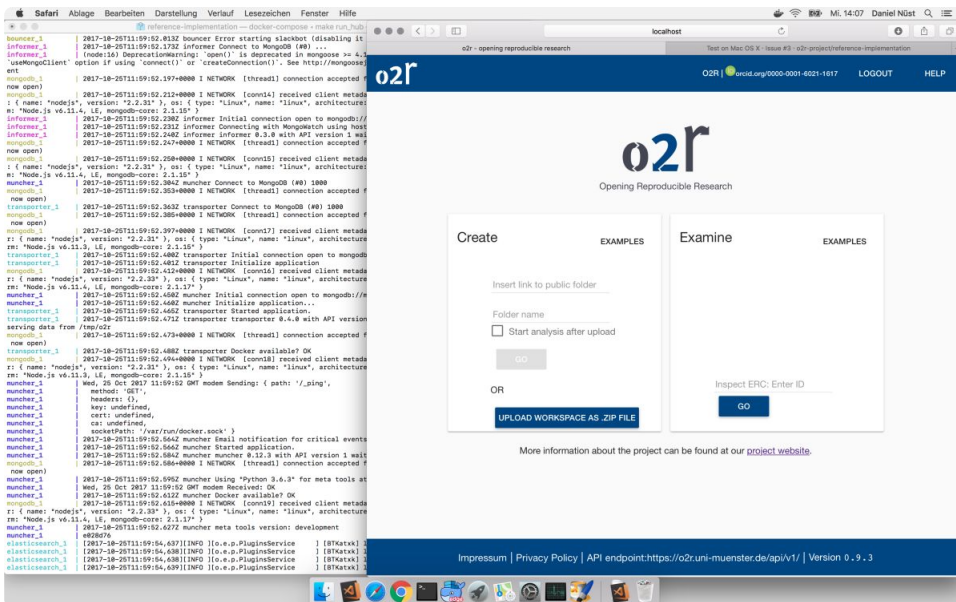 Safari Ablage Bearbeiten Darstellung Verlauf Lesezeichen Fenster Hilfe
Mi. 14:07 Daniel Nüst
reference-implementation — docker-compose ‹ make run_hub
bouncer_1 | 2017-10-25T11:59:52.013Z bouncer Error starting slackbot (disabling it
informer_1 | 2017-10-25T11:59:52.173Z informer Connect to MongoDB (#0) ...
informer_1 | (node:16) DeprecationWarning: `open()` is deprecated in mongoose >= 4.1
`useMongoClient` option if using `connect()` or `createConnection()`. See http://mongoosej
ent
mongodb_1 | 2017-10-25T11:59:52.197+0000 I NETWORK [thread1] connection accepted f
now open)
mongodb_1 | 2017-10-25T11:59:52.212+0000 I NETWORK [conn14] received client metada
: { name: "nodejs", version: "2.2.31" }, os: { type: "Linux", name: "linux", architecture:
m: "Node.js v6.11.4, LE, mongodb-core: 2.1.15" }
informer_1 | 2017-10-25T11:59:52.230Z informer Initial connection open to mongodb://
informer_1 | 2017-10-25T11:59:52.231Z informer Connecting with MongoWatch using host
informer_1 | 2017-10-25T11:59:52.240Z informer informer 0.3.0 with API version 1 wai
mongodb_1 | 2017-10-25T11:59:52.247+0000 I NETWORK [thread1] connection accepted f
now open)
mongodb_1 | 2017-10-25T11:59:52.250+0000 I NETWORK [conn15] received client metada
: { name: "nodejs", version: "2.2.31" }, os: { type: "Linux", name: "linux", architecture:
m: "Node.js v6.11.4, LE, mongodb-core: 2.1.15" }
muncher_1 | 2017-10-25T11:59:52.304Z muncher Connect to MongoDB (#0) 1000
mongodb_1 | 2017-10-25T11:59:52.353+0000 I NETWORK [thread1] connection accepted f
now open)
transporter_1 | 2017-10-25T11:59:52.363Z transporter Connect to MongoDB (#0) 1000
mongodb_1 | 2017-10-25T11:59:52.385+0000 I NETWORK [thread1] connection accepted f
now open)
mongodb_1 | 2017-10-25T11:59:52.397+0000 I NETWORK [conn17] received client metada
r: { name: "nodejs", version: "2.2.31" }, os: { type: "Linux", name: "linux", architecture
rm: "Node.js v6.11.3, LE, mongodb-core: 2.1.15" }
transporter_1 | 2017-10-25T11:59:52.400Z transporter Initial connection open to mongodb
transporter_1 | 2017-10-25T11:59:52.401Z transporter Initialize application
mongodb_1 | 2017-10-25T11:59:52.412+0000 I NETWORK [conn16] received client metada
r: { name: "nodejs", version: "2.2.33" }, os: { type: "Linux", name: "linux", architecture
rm: "Node.js v6.11.4, LE, mongodb-core: 2.1.17" }
muncher_1 | 2017-10-25T11:59:52.450Z muncher Initial connection open to mongodb://m
muncher_1 | 2017-10-25T11:59:52.460Z muncher Initialize application...
transporter_1 | 2017-10-25T11:59:52.465Z transporter Started application.
transporter_1 | 2017-10-25T11:59:52.471Z transporter transporter 0.4.0 with API version
serving data from /tmp/o2r
mongodb_1 | 2017-10-25T11:59:52.473+0000 I NETWORK [thread1] connection accepted f
now open)
transporter_1 | 2017-10-25T11:59:52.488Z transporter Docker available? OK
mongodb_1 | 2017-10-25T11:59:52.494+0000 I NETWORK [conn18] received client metada
r: { name: "nodejs", version: "2.2.31" }, os: { type: "Linux", name: "linux", architecture
rm: "Node.js v6.11.3, LE, mongodb-core: 2.1.15" }
muncher_1 | Wed, 25 Oct 2017 11:59:52 GMT modem Sending: { path: '/_ping',
muncher_1 | method: 'GET',
muncher_1 | headers: {},
muncher_1 | key: undefined,
muncher_1 | cert: undefined,
muncher_1 | ca: undefined,
muncher_1 | socketPath: '/var/run/docker.sock' }
muncher_1 | 2017-10-25T11:59:52.564Z muncher Email notification for critical events
muncher_1 | 2017-10-25T11:59:52.566Z muncher Started application.
muncher_1 | 2017-10-25T11:59:52.584Z muncher muncher 0.12.3 with API version 1 wait
mongodb_1 | 2017-10-25T11:59:52.586+0000 I NETWORK [thread1] connection accepted f
now open)
muncher_1 | 2017-10-25T11:59:52.595Z muncher Using "Python 3.6.3" for meta tools at
muncher_1 | Wed, 25 Oct 2017 11:59:52 GMT modem Received: OK
muncher_1 | 2017-10-25T11:59:52.612Z muncher Docker available? OK
mongodb_1 | 2017-10-25T11:59:52.615+0000 I NETWORK [conn19] received client metada
r: { name: "nodejs", version: "2.2.33" }, os: { type: "Linux", name: "linux", architecture
rm: "Node.js v6.11.4, LE, mongodb-core: 2.1.17" }
muncher_1 | 2017-10-25T11:59:52.627Z muncher meta tools version: development
muncher_1 | e028d76
elasticsearch_1 | [2017-10-25T11:59:54,637][INFO ][o.e.p.PluginsService ] [BTKatxk] l
elasticsearch_1 | [2017-10-25T11:59:54,638][INFO ][o.e.p.PluginsService ] [BTKatxk] l
elasticsearch_1 | [2017-10-25T11:59:54,638][INFO ][o.e.p.PluginsService ] [BTKatxk] l
elasticsearch_1 | [2017-10-25T11:59:54,639][INFO ][o.e.p.PluginsService ] [BTKatxk] l
localhost
o2r - opening reproducible research
Test on Mac OS X · Issue #3 · o2r-project/reference-implementation
o2r
O2R | orcid.org/0000-0001-6021-1617 LOGOUT HELP
o2r
Opening Reproducible Research
Create EXAMPLES
Insert link to public folder
Folder name
Start analysis after upload
GO
OR
UPLOAD WORKSPACE AS .ZIP FILE
Examine EXAMPLES
Inspect ERC: Enter ID
GO
More information about the project can be found at our project website.
Impressum | Privacy Policy | API endpoint:https://o2r.uni-muenster.de/api/v1/ | Version 0.9.3